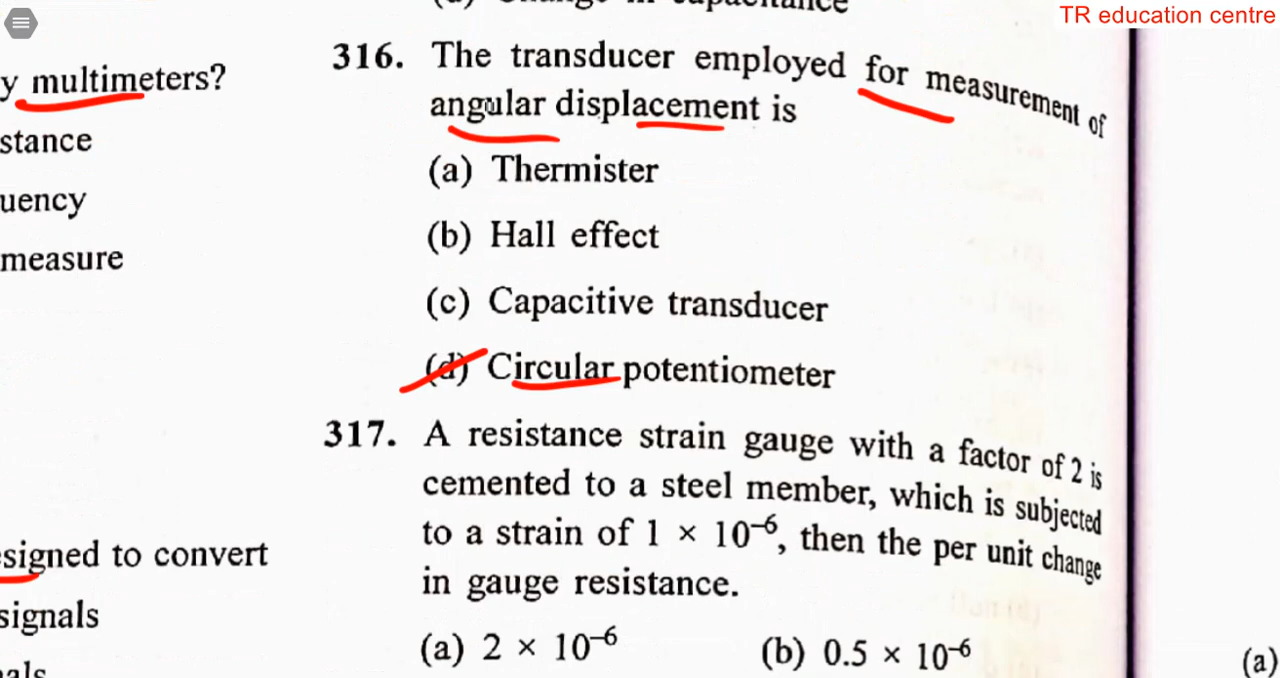 TR education centre
y multimeters?
stance
uency
measure
signed to convert
signals
316. The transducer employed for measurement of
angular displacement is
(a) Thermister
(b) Hall effect
(c) Capacitive transducer
(d) Circular potentiometer
317. A resistance strain gauge with a factor of 2 is
cemented to a steel member, which is subjected
to a strain of 1 × 10⁻⁶, then the per unit change
in gauge resistance.
(a) 2 × 10⁻⁶ (b) 0.5 × 10⁻⁶
(a)